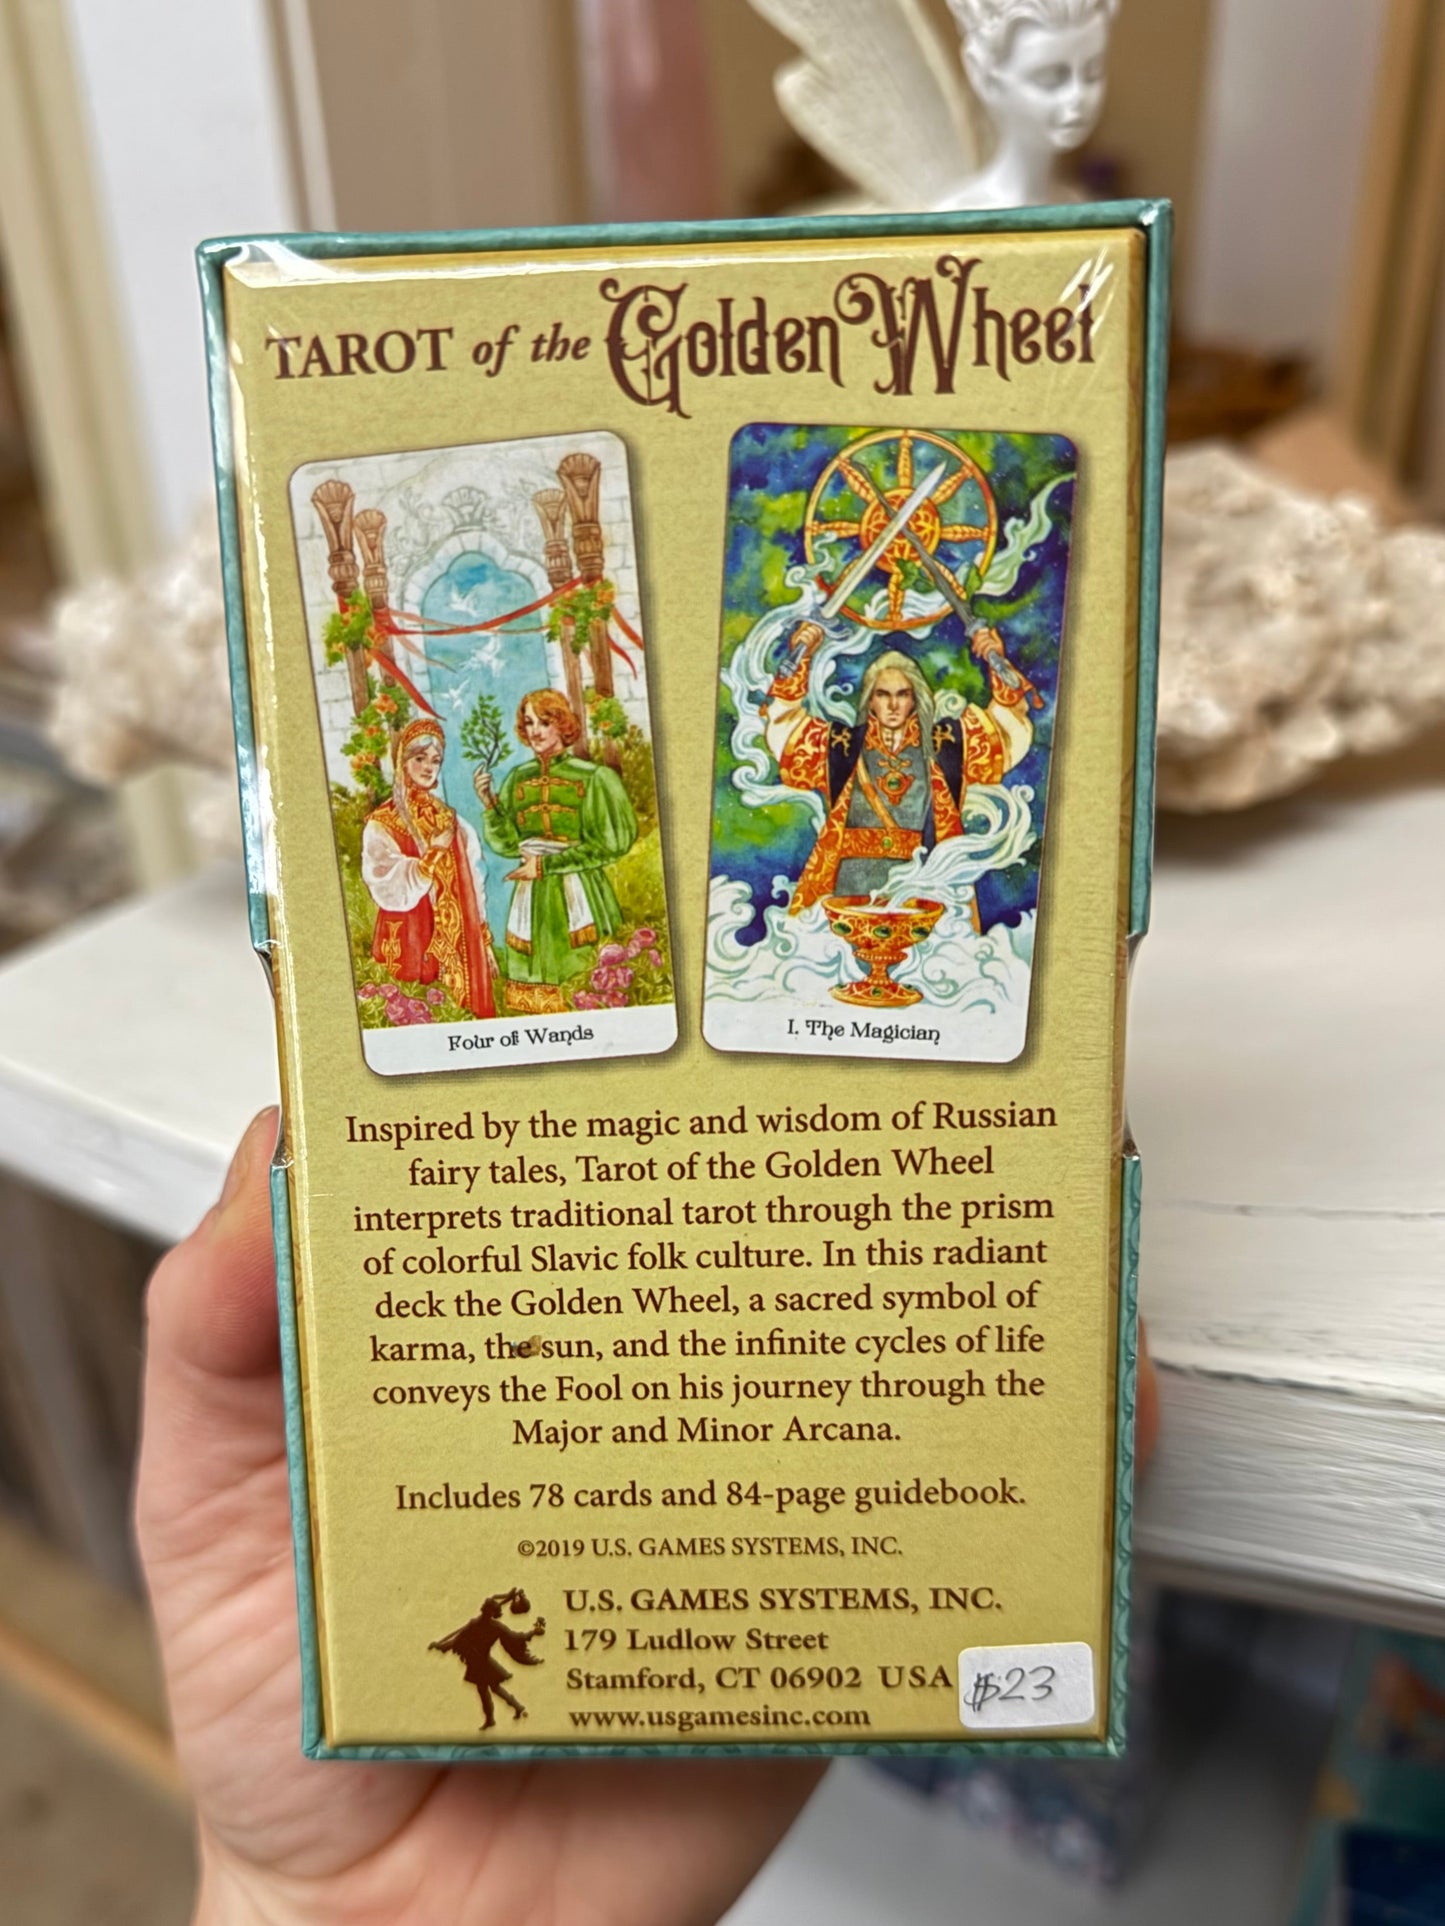 TAROT of the Golden Wheel
Four of Wands
I. The Magician
Inspired by the magic and wisdom of Russian
fairy tales, Tarot of the Golden Wheel
interprets traditional tarot through the prism
of colorful Slavic folk culture. In this radiant
deck the Golden Wheel, a sacred symbol of
karma, the sun, and the infinite cycles of life
conveys the Fool on his journey through the
Major and Minor Arcana.
Includes 78 cards and 84-page guidebook.
©2019 U.S. GAMES SYSTEMS, INC.
U.S. GAMES SYSTEMS, INC.
179 Ludlow Street
Stamford, CT 06902 USA
www.usgamesinc.com
$23